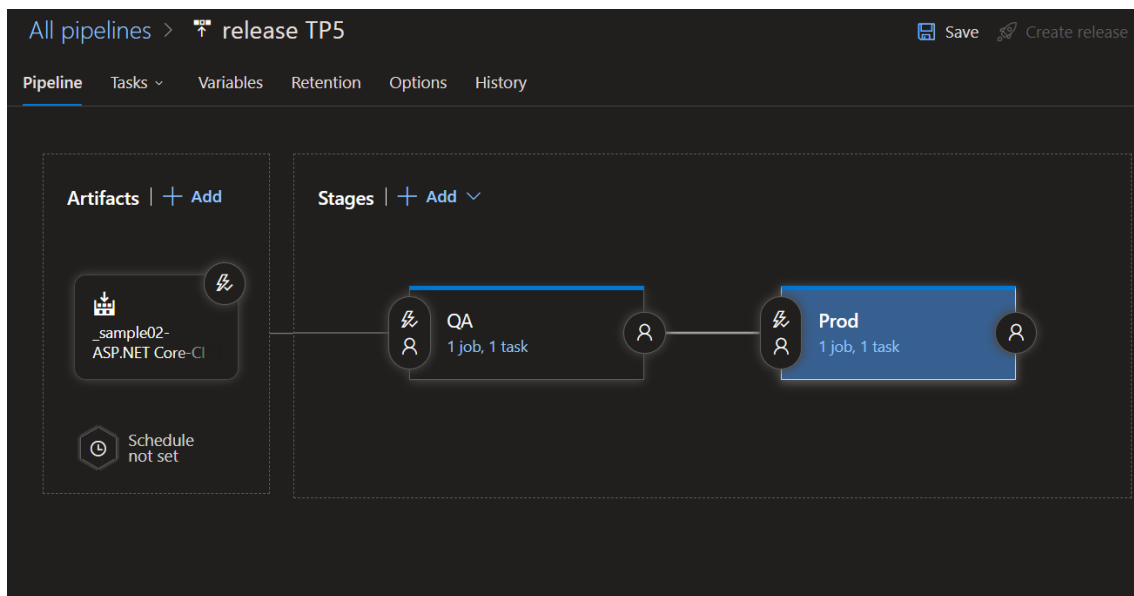 All pipelines > release TP5
Save
Create release
Pipeline
Tasks
Variables
Retention
Options
History
Artifacts | + Add
Stages | + Add
_sample02-
ASP.NET Core-CI
QA
1 job, 1 task
Prod
1 job, 1 task
Schedule
not set